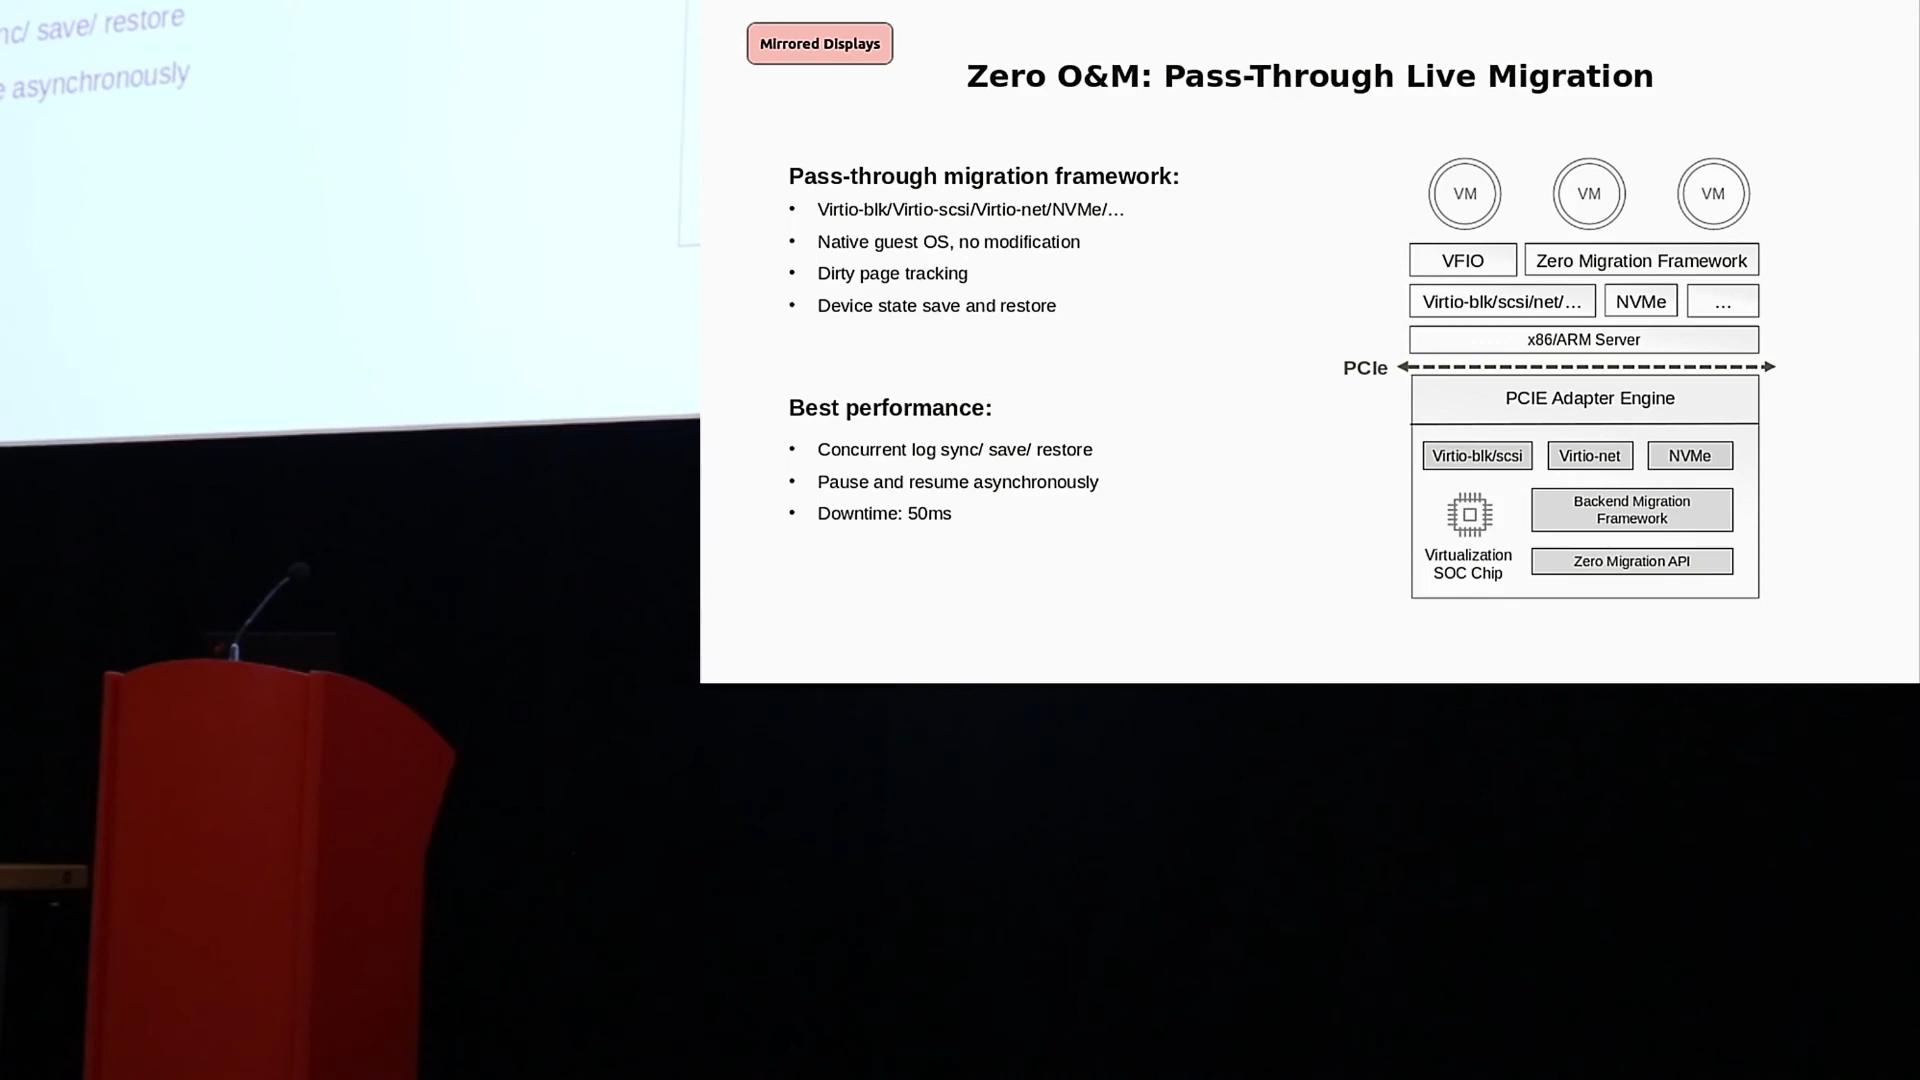 nc/ save/ restore
e asynchronously
Mirrored Displays
Zero O&M: Pass-Through Live Migration
Pass-through migration framework:
• Virtio-blk/Virtio-scsi/Virtio-net/NVMe/…
• Native guest OS, no modification
• Dirty page tracking
• Device state save and restore
Best performance:
• Concurrent log sync/ save/ restore
• Pause and resume asynchronously
• Downtime: 50ms
VM VM VM
VFIO Zero Migration Framework
Virtio-blk/scsi/net/… NVMe …
x86/ARM Server
PCIe
PCIE Adapter Engine
Virtio-blk/scsi Virtio-net NVMe
Backend Migration
Framework
Virtualization
SOC Chip
Zero Migration API